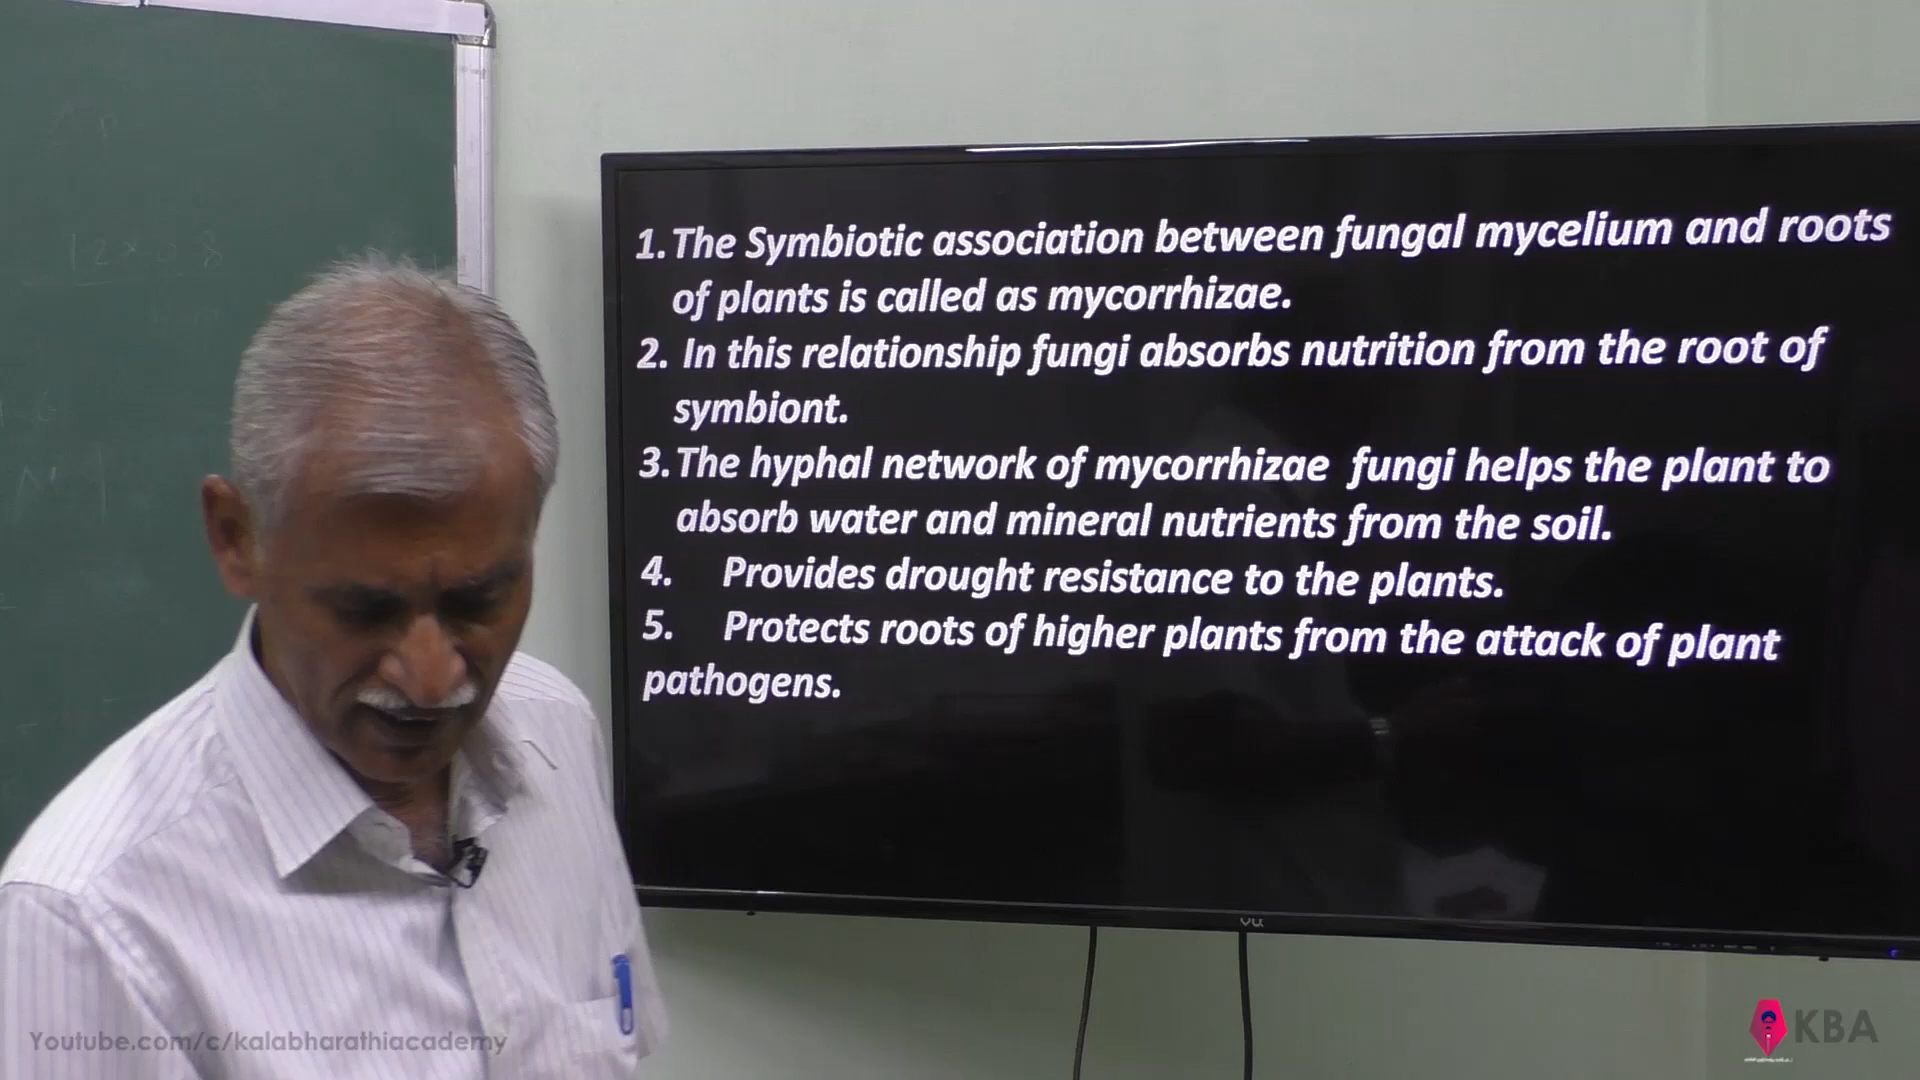 1. The Symbiotic association between fungal mycelium and roots
of plants is called as mycorrhizae.
2. In this relationship fungi absorbs nutrition from the root of
symbiont.
3. The hyphal network of mycorrhizae fungi helps the plant to
absorb water and mineral nutrients from the soil.
4. Provides drought resistance to the plants.
5. Protects roots of higher plants from the attack of plant
pathogens.
Youtube.com/c/kalabharathiacademy
KBA